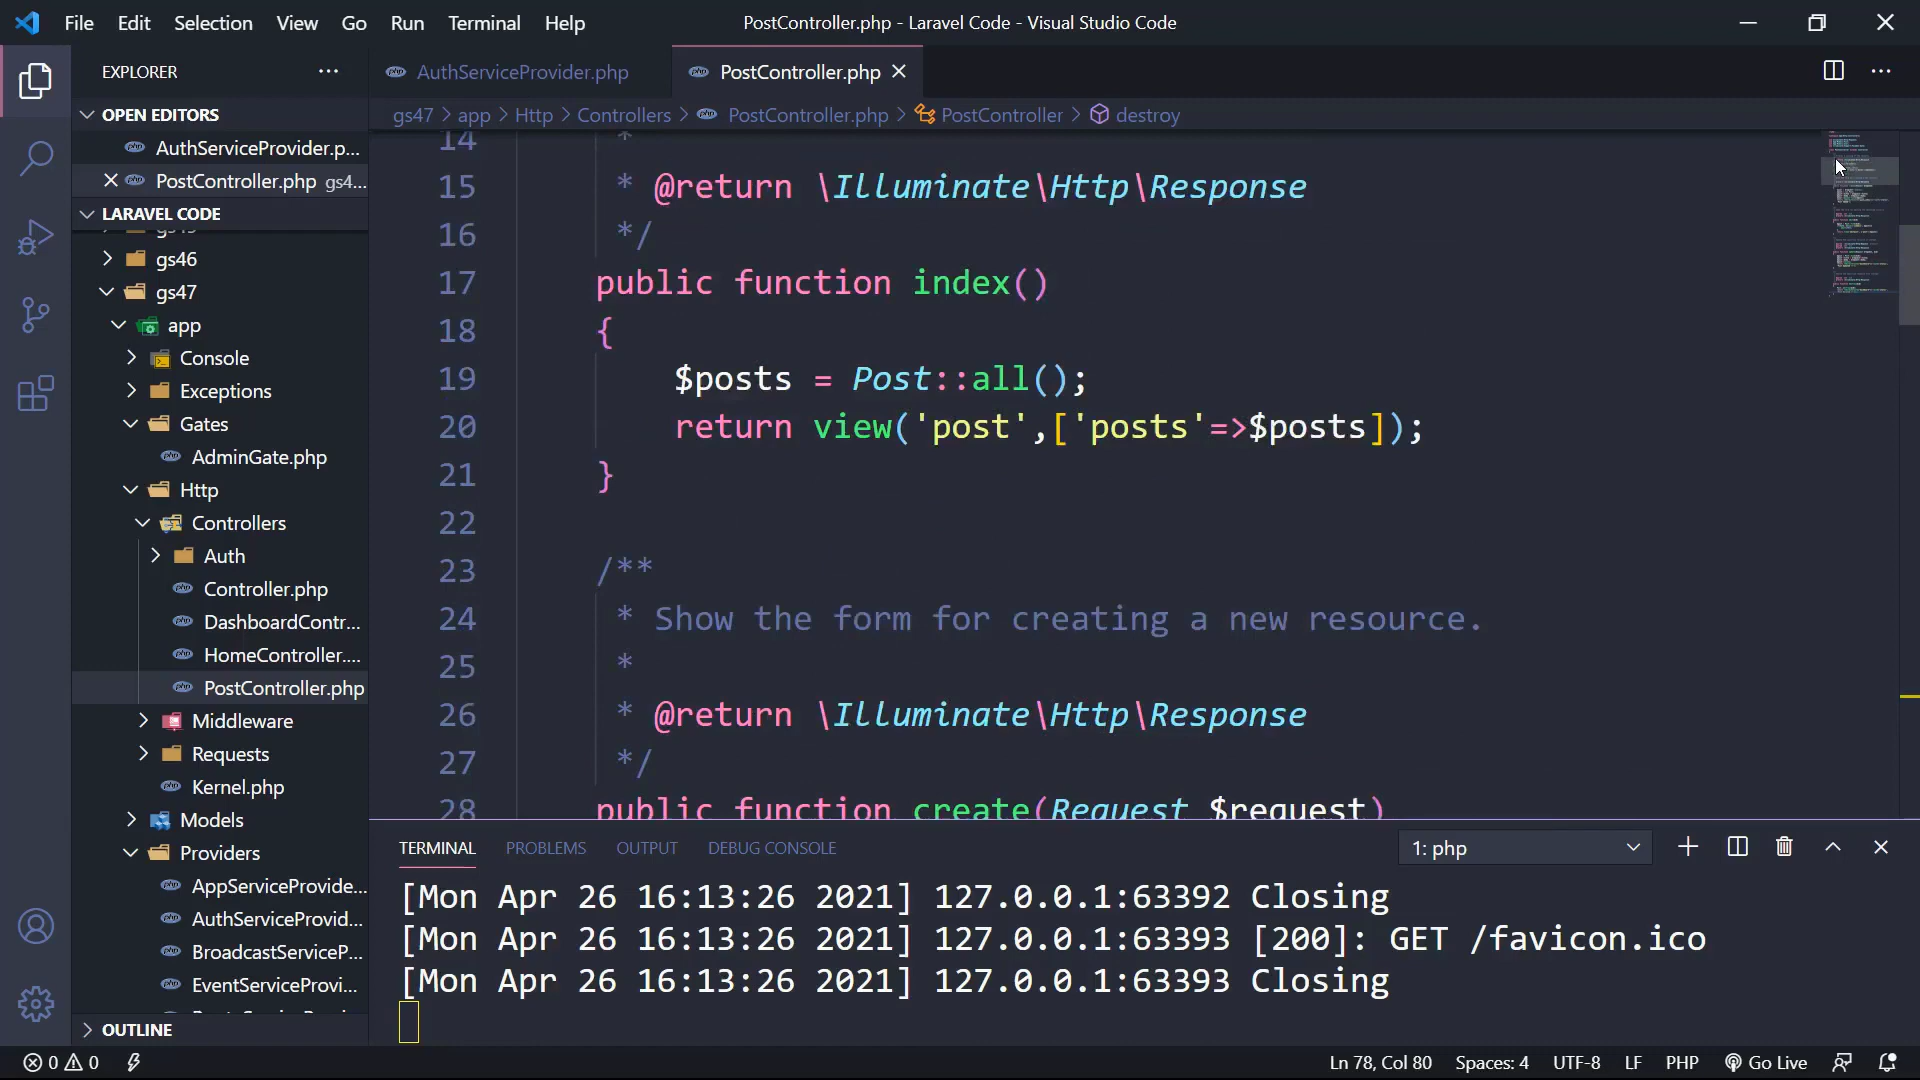 File Edit Selection View Go Run Terminal Help
PostController.php - Laravel Code - Visual Studio Code
EXPLORER
OPEN EDITORS
AuthServiceProvider.p...
PostController.php gs4...
LARAVEL CODE
gs46
gs47
app
Console
Exceptions
Gates
AdminGate.php
Http
Controllers
Auth
Controller.php
DashboardContr...
HomeController....
PostController.php
Middleware
Requests
Kernel.php
Models
Providers
AppServiceProvide...
AuthServiceProvid...
BroadcastServiceP...
EventServiceProvi...
OUTLINE
AuthServiceProvider.php
PostController.php
gs47 > app > Http > Controllers > PostController.php > PostController > destroy
14 *
15 * @return \Illuminate\Http\Response
16 */
17 public function index()
18 {
19 $posts = Post::all();
20 return view('post',['posts'=>$posts]);
21 }
22
23 /**
24 * Show the form for creating a new resource.
25 *
26 * @return \Illuminate\Http\Response
27 */
28 public function create(Request $request)
TERMINAL PROBLEMS OUTPUT DEBUG CONSOLE
1: php
[Mon Apr 26 16:13:26 2021] 127.0.0.1:63392 Closing
[Mon Apr 26 16:13:26 2021] 127.0.0.1:63393 [200]: GET /favicon.ico
[Mon Apr 26 16:13:26 2021] 127.0.0.1:63393 Closing
0 0
Ln 78, Col 80 Spaces: 4 UTF-8 LF PHP Go Live